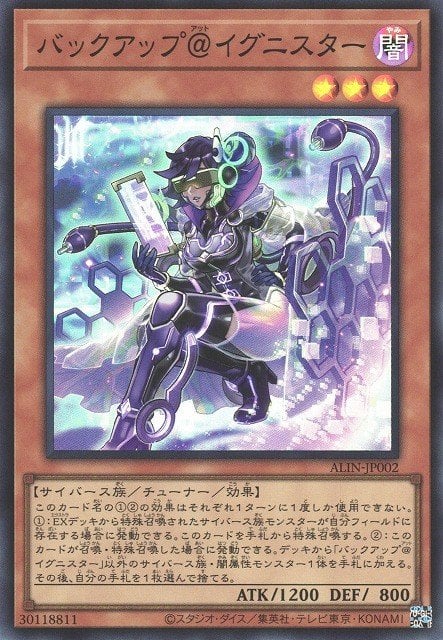 アット
バックアップ@イグニスター
やみ
闇
ALIN-JP002
【サイバース族／チューナー／効果】
このカード名の①②の効果はそれぞれ1ターンに1度しか使用できない。
①：EXデッキから特殊召喚されたサイバース族モンスターが自分フィールドに
存在する場合に発動できる。このカードを手札から特殊召喚する。②：この
カードが召喚・特殊召喚した場合に発動できる。デッキから「バックアップ@
イグニスター」以外のサイバース族・闇属性モンスター1体を手札に加える。
その後、自分の手札を1枚選んで捨てる。
ATK/1200 DEF/ 800
30118811 ©スタジオ・ダイス／集英社・テレビ東京・KONAMI